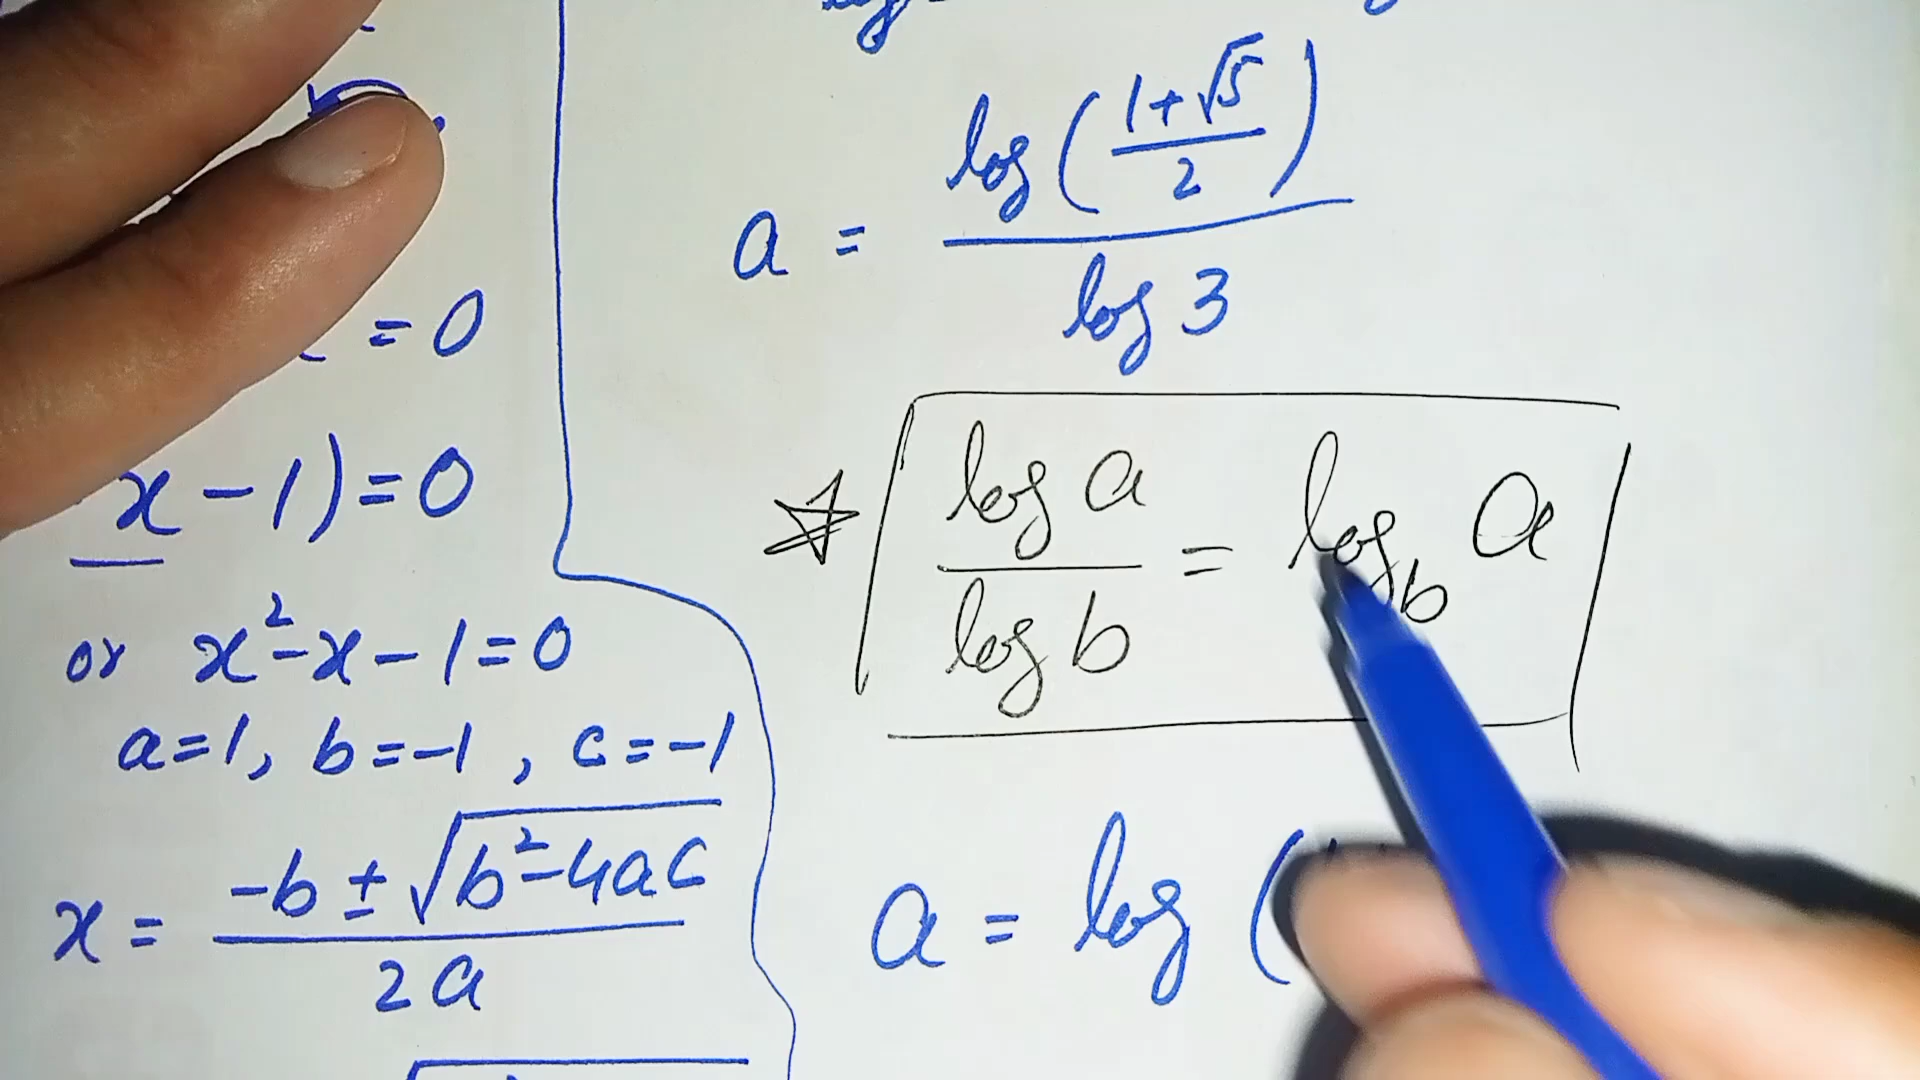 = 0
x - 1) = 0
or x² - x - 1 = 0
a = 1, b = -1, c = -1
x = (-b ± √(b² - 4ac)) / 2a
a = log((1+√5)/2) / log 3
log a / log b = log_b a
a = log (